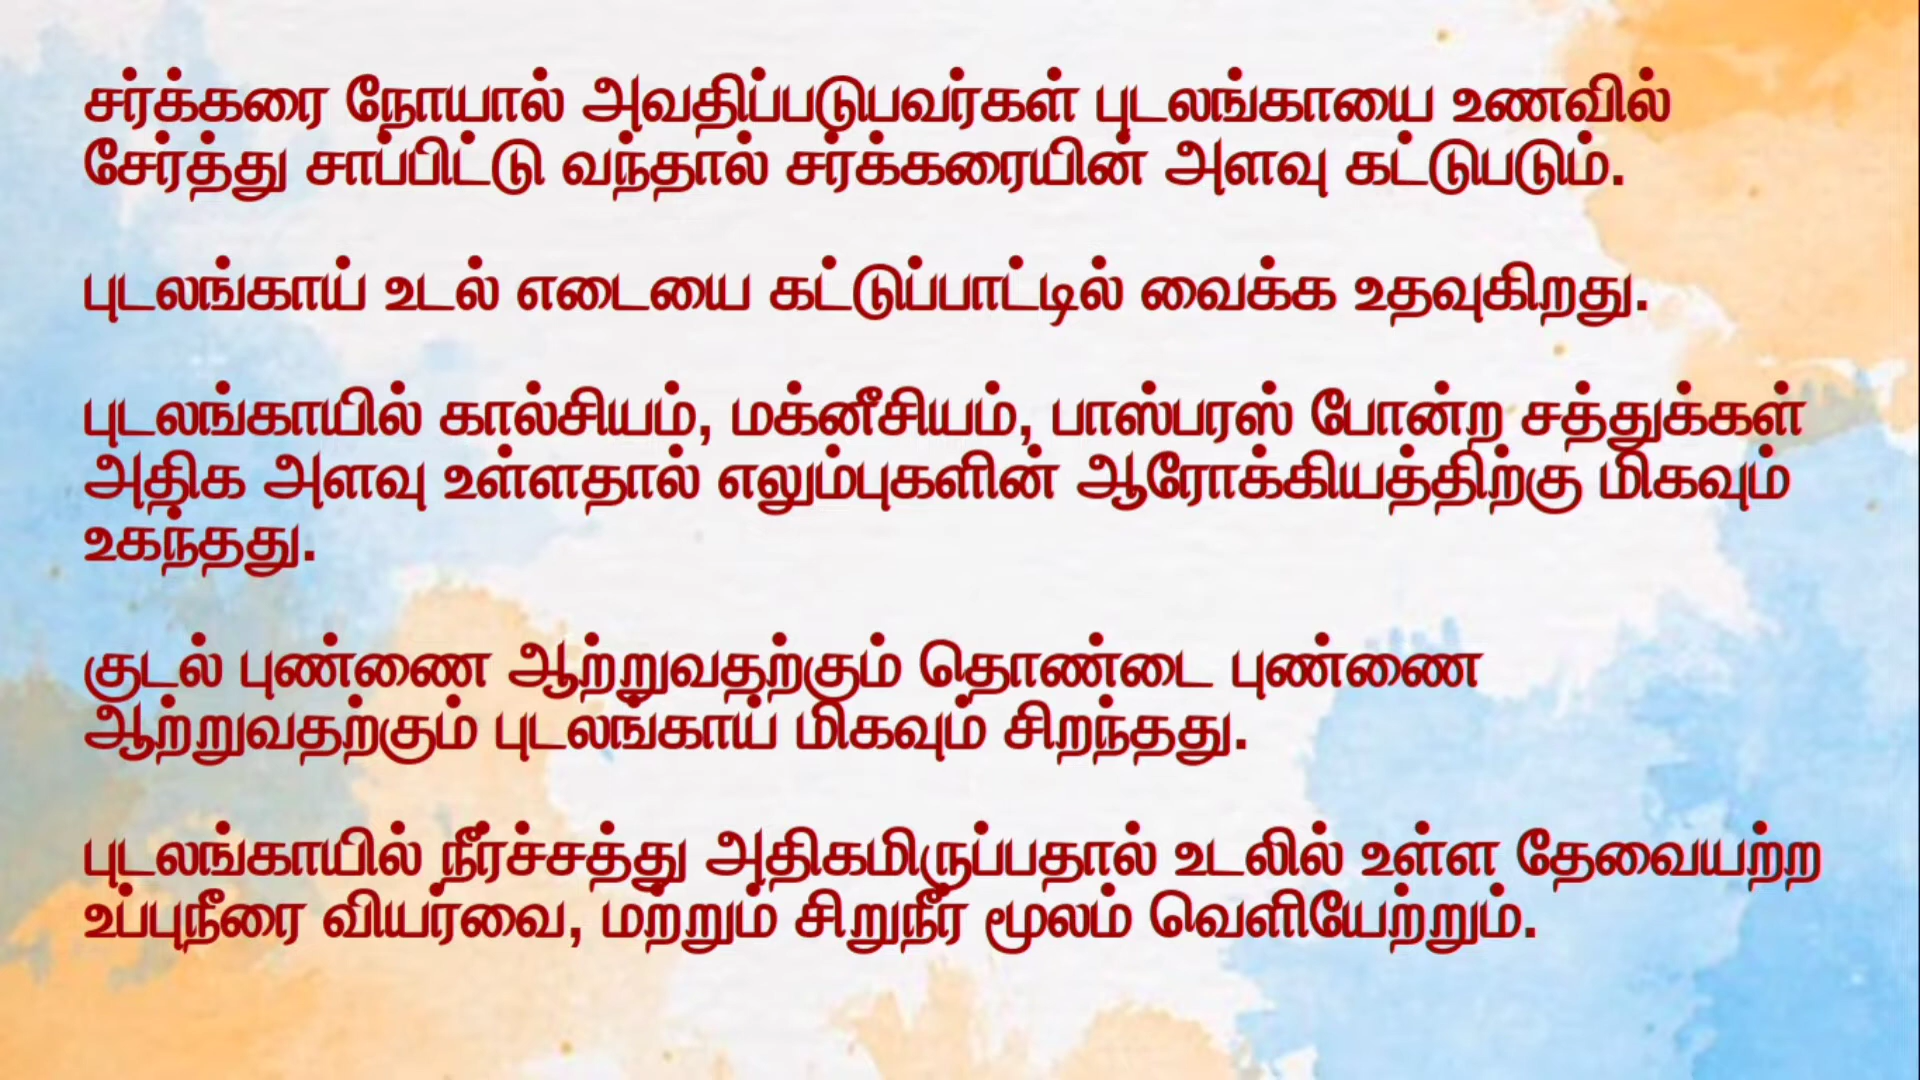 சர்க்கரை நோயால் அவதிப்படுபவர்கள் புடலங்காயை உணவில்
சேர்த்து சாப்பிட்டு வந்தால் சர்க்கரையின் அளவு கட்டுபடும்.
புடலங்காய் உடல் எடையை கட்டுப்பாட்டில் வைக்க உதவுகிறது.
புடலங்காயில் கால்சியம், மக்னீசியம், பாஸ்பரஸ் போன்ற சத்துக்கள்
அதிக அளவு உள்ளதால் எலும்புகளின் ஆரோக்கியத்திற்கு மிகவும்
உகந்தது.
குடல் புண்ணை ஆற்றுவதற்கும் தொண்டை புண்ணை
ஆற்றுவதற்கும் புடலங்காய் மிகவும் சிறந்தது.
புடலங்காயில் நீர்ச்சத்து அதிகமிருப்பதால் உடலில் உள்ள தேவையற்ற
உப்புநீரை வியர்வை, மற்றும் சிறுநீர் மூலம் வெளியேற்றும்.